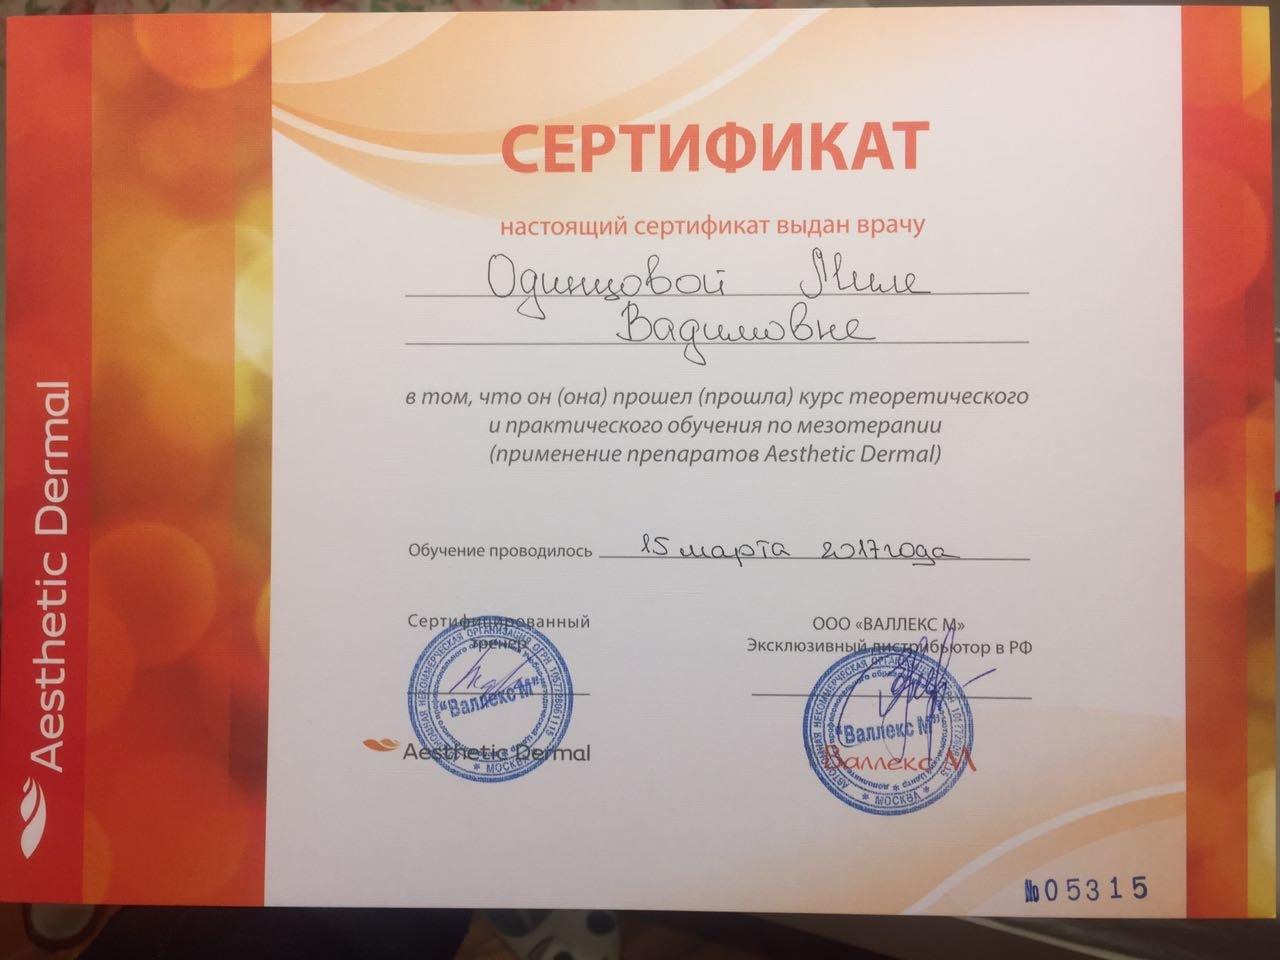 Aesthetic Dermal
СЕРТИФИКАТ
настоящий сертификат выдан врачу
Одинцовой Миле
Вадимовне
в том, что он (она) прошел (прошла) курс теоретического
и практического обучения по мезотерапии
(применение препаратов Aesthetic Dermal)
Обучение проводилось 15 марта 2017 года
Сертифицированный
тренер
"Валлекс М"
МОСКВА
Aesthetic Dermal
ООО «ВАЛЛЕКС М»
Эксклюзивный дистрибьютор в РФ
"Валлекс М"
МОСКВА
Валлекс М
№05315